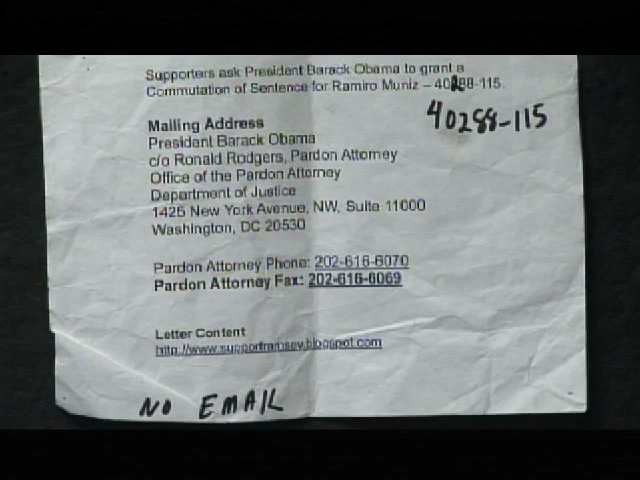 Supporters ask President Barack Obama to grant a
Commutation of Sentence for Ramiro Muniz – 40288-115.
40288-115
Mailing Address
President Barack Obama
c/o Ronald Rodgers, Pardon Attorney
Office of the Pardon Attorney
Department of Justice
1425 New York Avenue, NW, Suite 11000
Washington, DC 20530
Pardon Attorney Phone: 202-616-6070
Pardon Attorney Fax: 202-616-6069
Letter Content
http://www.supportramsey.blogspot.com
NO EMAIL